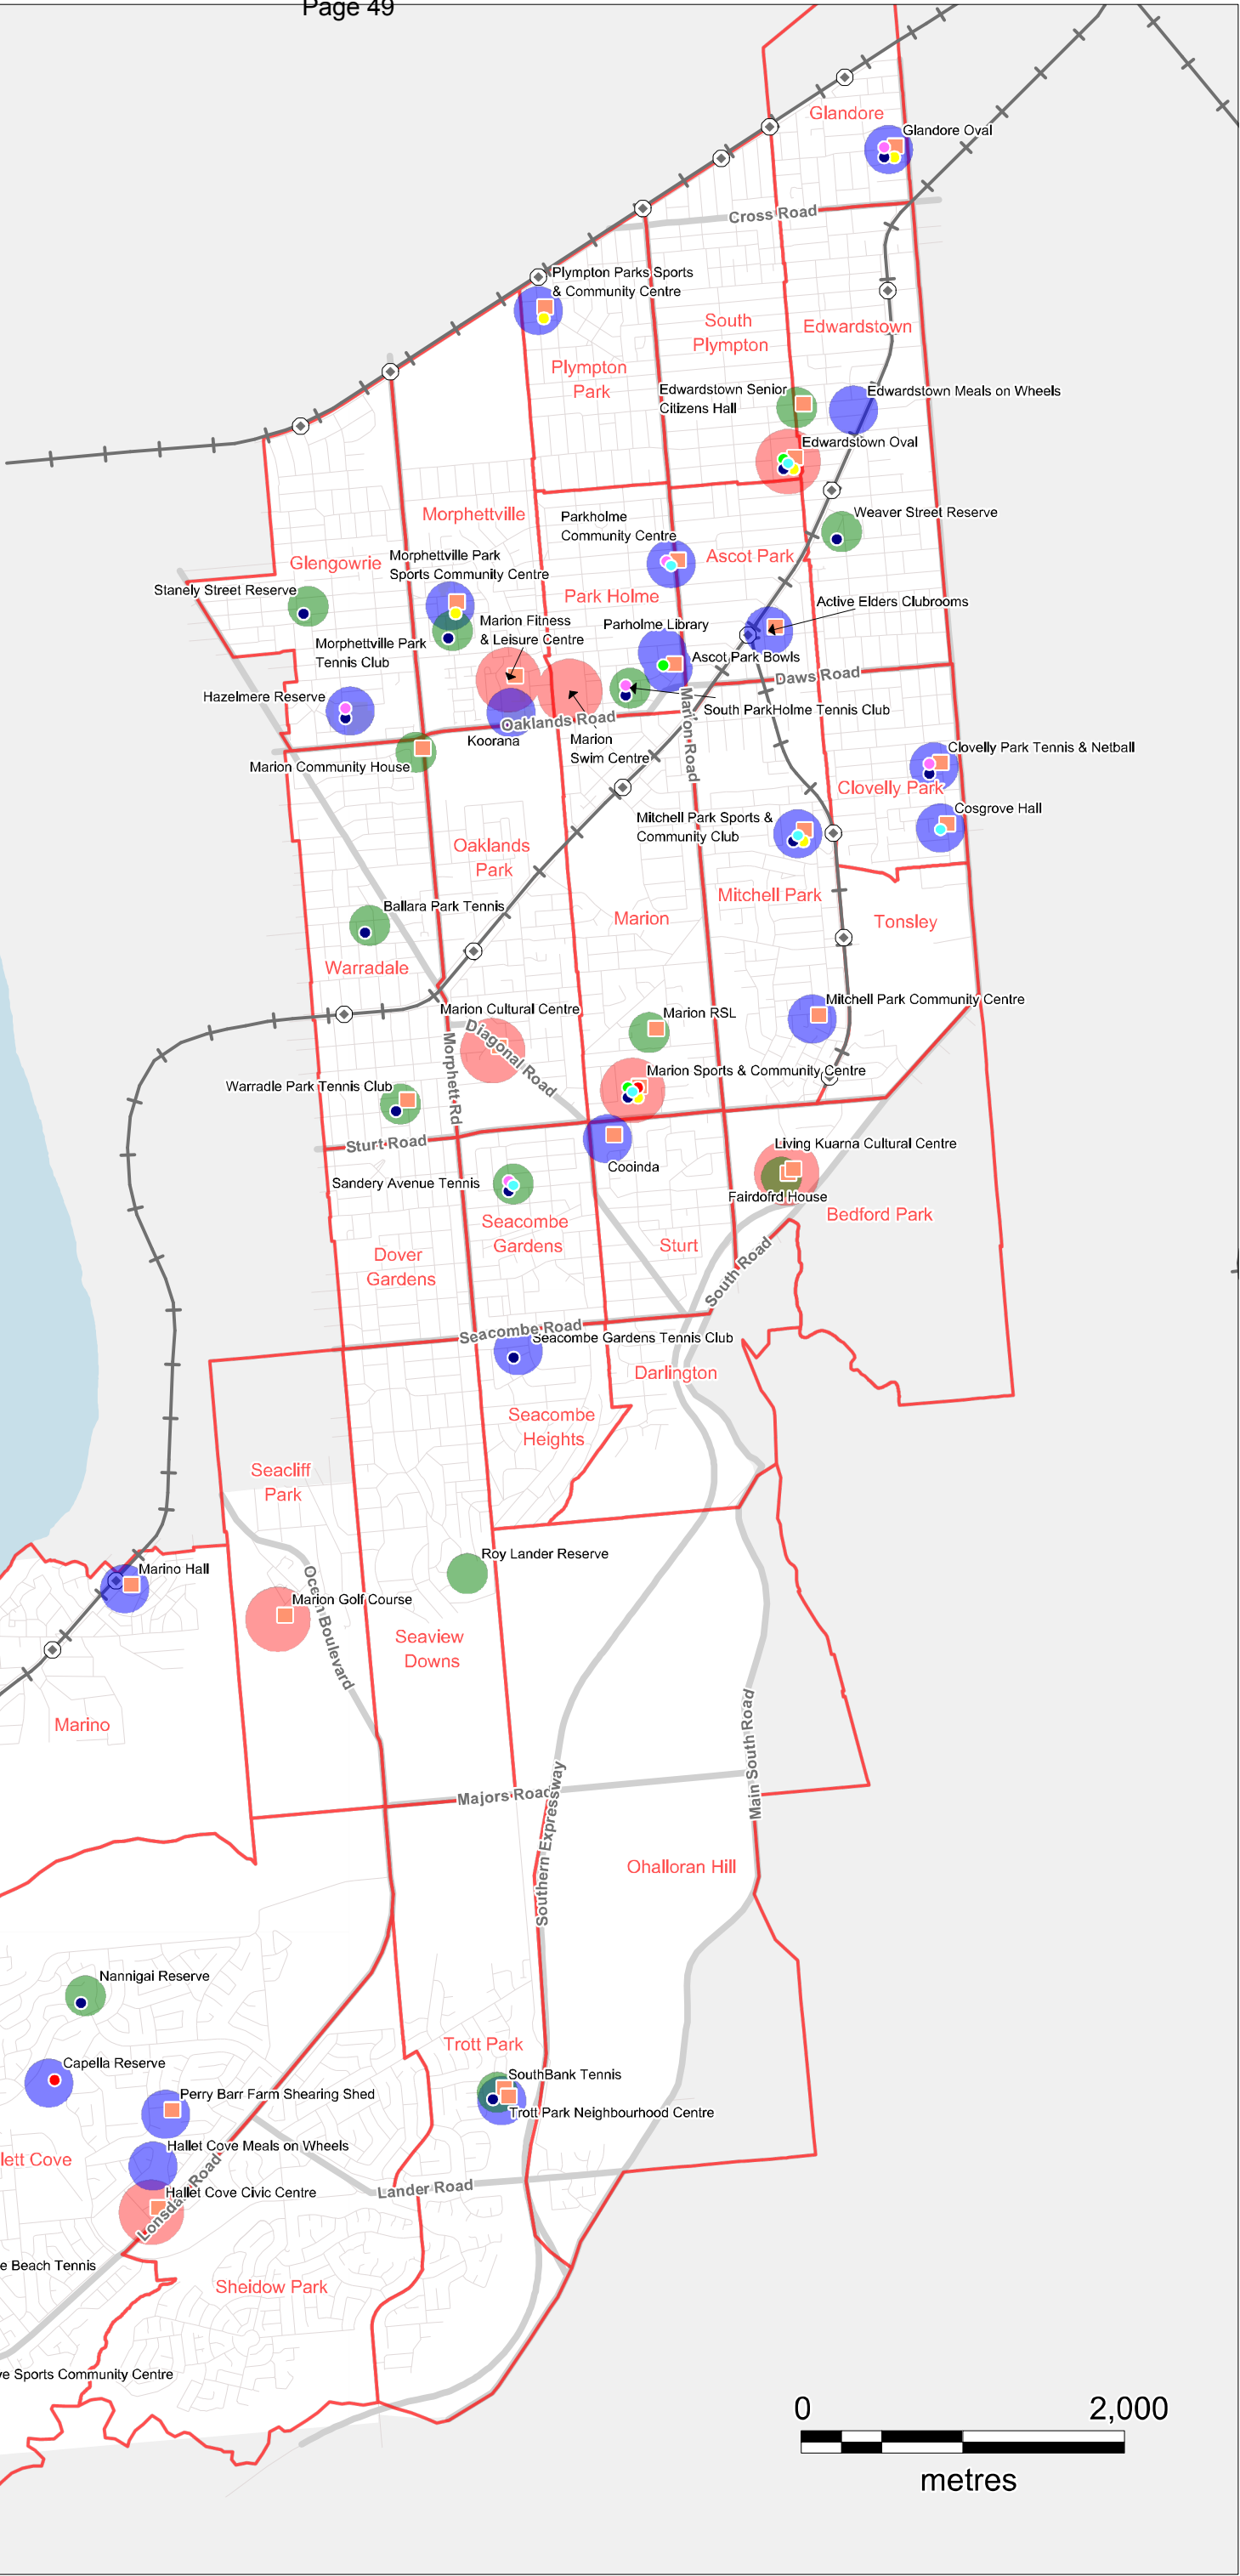 Page 49
Glandore
Glandore Oval
Cross Road
Plympton Parks Sports
& Community Centre
South
Plympton
Edwardstown
Plympton
Park
Edwardstown Senior
Citizens Hall
Edwardstown Meals on Wheels
Edwardstown Oval
Morphettville
Parkholme
Community Centre
Weaver Street Reserve
Glengowrie
Morphettville Park
Sports Community Centre
Ascot Park
Stanely Street Reserve
Park Holme
Active Elders Clubrooms
Marion Fitness
& Leisure Centre
Parholme Library
Morphettville Park
Tennis Club
Ascot Park Bowls
Daws Road
Hazelmere Reserve
South ParkHolme Tennis Club
Oaklands Road
Marion Road
Koorana
Marion
Swim Centre
Marion Community House
Clovelly Park Tennis & Netball
Clovelly Park
Cosgrove Hall
Mitchell Park Sports &
Community Club
Oaklands
Park
Mitchell Park
Ballara Park Tennis
Marion
Tonsley
Warradale
Mitchell Park Community Centre
Marion Cultural Centre
Marion RSL
Diagonal Road
Morphett Rd
Marion Sports & Community Centre
Warradle Park Tennis Club
Sturt Road
Living Kuarna Cultural Centre
Cooinda
Sandery Avenue Tennis
Fairdofrd House
Bedford Park
Seacombe
Gardens
Sturt
Dover
Gardens
South Road
Seacombe Road
Seacombe Gardens Tennis Club
Darlington
Seacombe
Heights
Seacliff
Park
Roy Lander Reserve
Marino Hall
Ocean Boulevard
Marion Golf Course
Seaview
Downs
Marino
Main South Road
Majors Road
Southern Expressway
Ohalloran Hill
Nannigai Reserve
Trott Park
Capella Reserve
SouthBank Tennis
Perry Barr Farm Shearing Shed
Trott Park Neighbourhood Centre
Hallet Cove Meals on Wheels
lett Cove
Lander Road
Hallet Cove Civic Centre
Lonsdale Road
e Beach Tennis
Sheidow Park
ve Sports Community Centre
0 2,000
metres